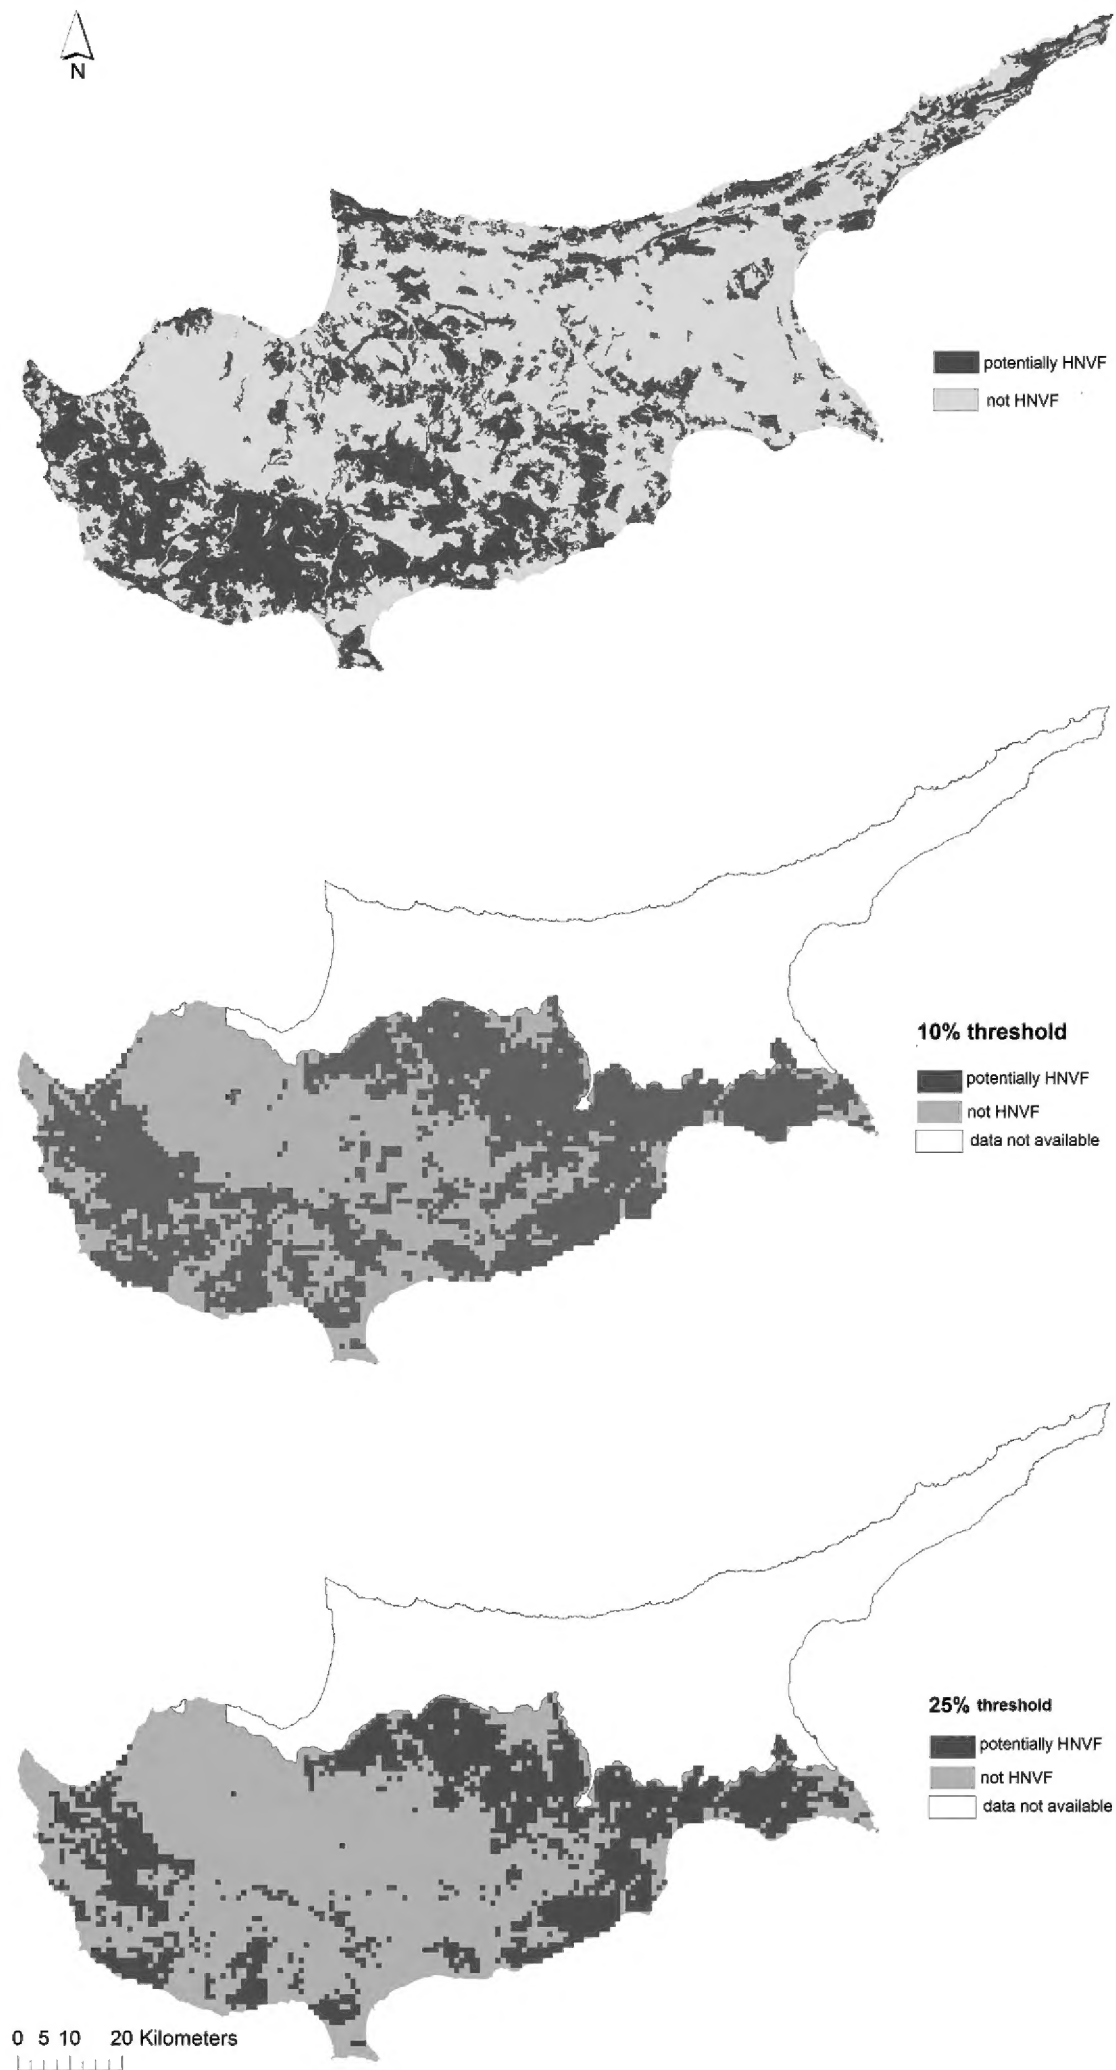 N
potentially HNVF
not HNVF
10% threshold
potentially HNVF
not HNVF
data not available
25% threshold
potentially HNVF
not HNVF
data not available
0 5 10 20 Kilometers